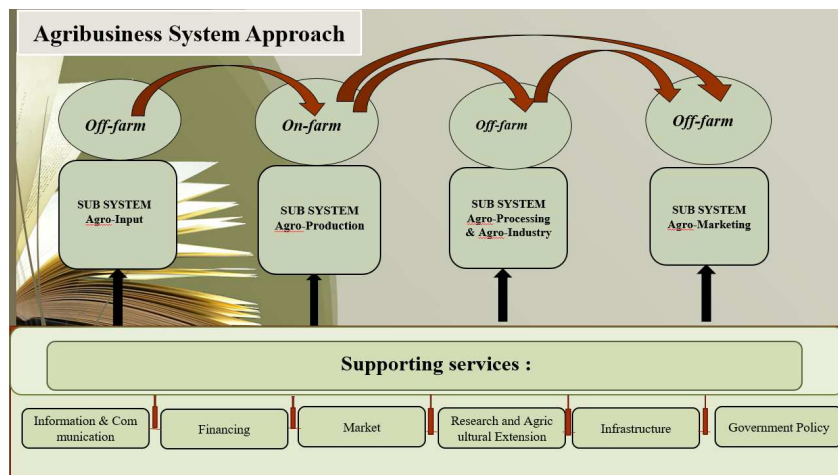 Agribusiness System Approach
Off-farm
On-farm
Off-farm
Off-farm
SUB SYSTEM
Agro-Input
SUB SYSTEM
Agro-Production
SUB SYSTEM
Agro-Processing
& Agro-Industry
SUB SYSTEM
Agro-Marketing
Supporting services :
Information & Com
munication
Financing
Market
Research and Agric
ultural Extension
Infrastructure
Government Policy